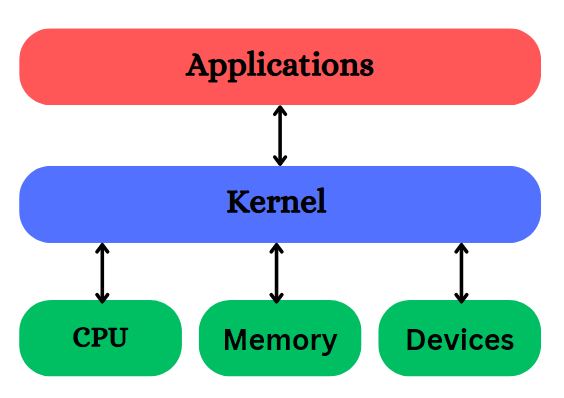 Applications
Kernel
CPU
Memory
Devices